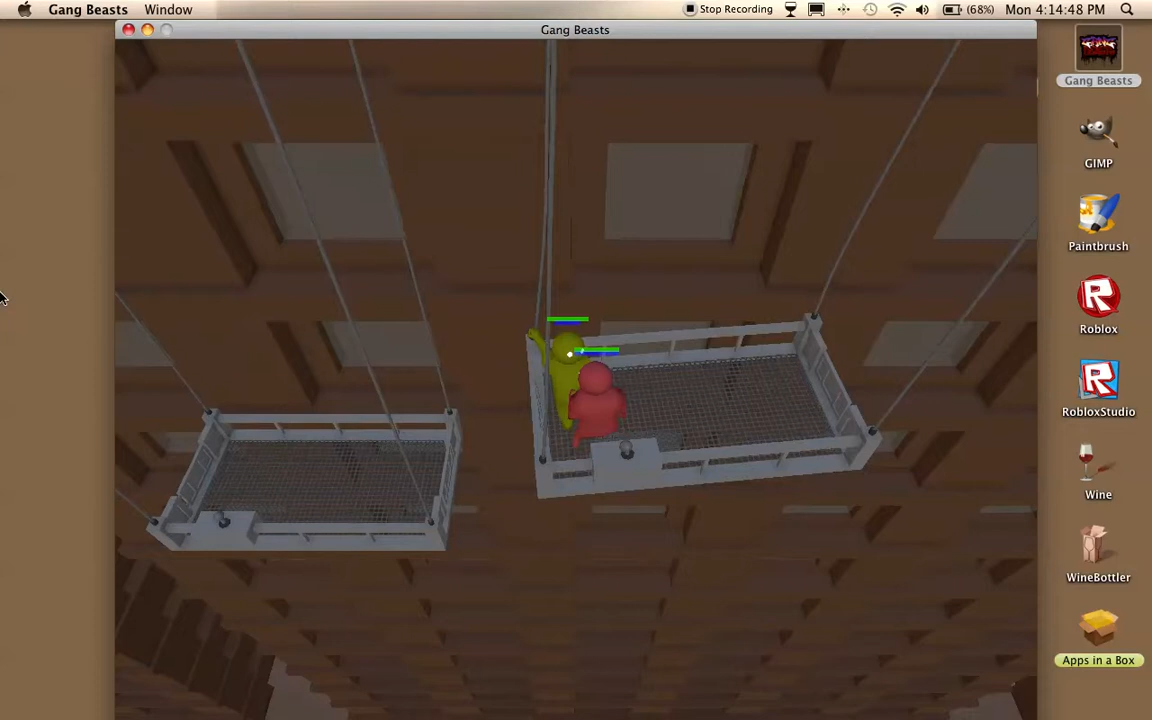 Gang Beasts Window Stop Recording (68%) Mon 4:14:48 PM
Gang Beasts
Gang Beasts
GIMP
Paintbrush
Roblox
RobloxStudio
Wine
WineBottler
Apps in a Box